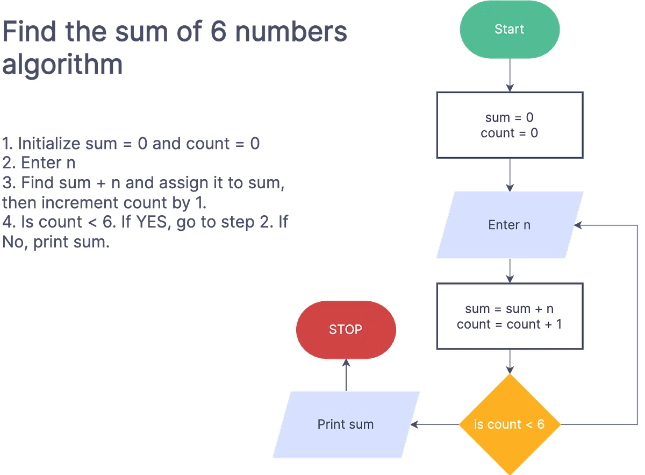 Find the sum of 6 numbers
algorithm
1. Initialize sum = 0 and count = 0
2. Enter n
3. Find sum + n and assign it to sum,
then increment count by 1.
4. Is count < 6. If YES, go to step 2. If
No, print sum.
Start
sum = 0
count = 0
Enter n
sum = sum + n
count = count + 1
is count < 6
Print sum
STOP